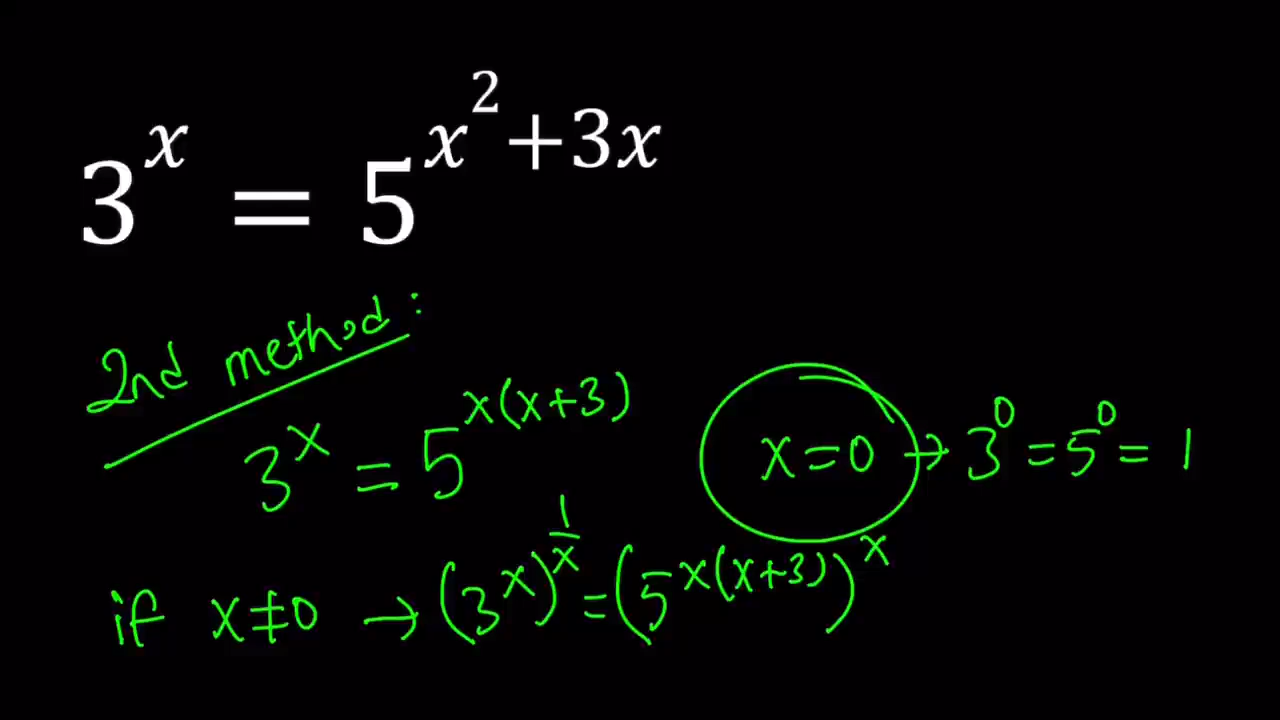 3^x = 5^{x^2+3x}
2nd method:
3^x = 5^{x(x+3)} x=0 → 3^0 = 5^0 = 1
if x≠0 → (3^x)^{1/x} = (5^{x(x+3)})^x